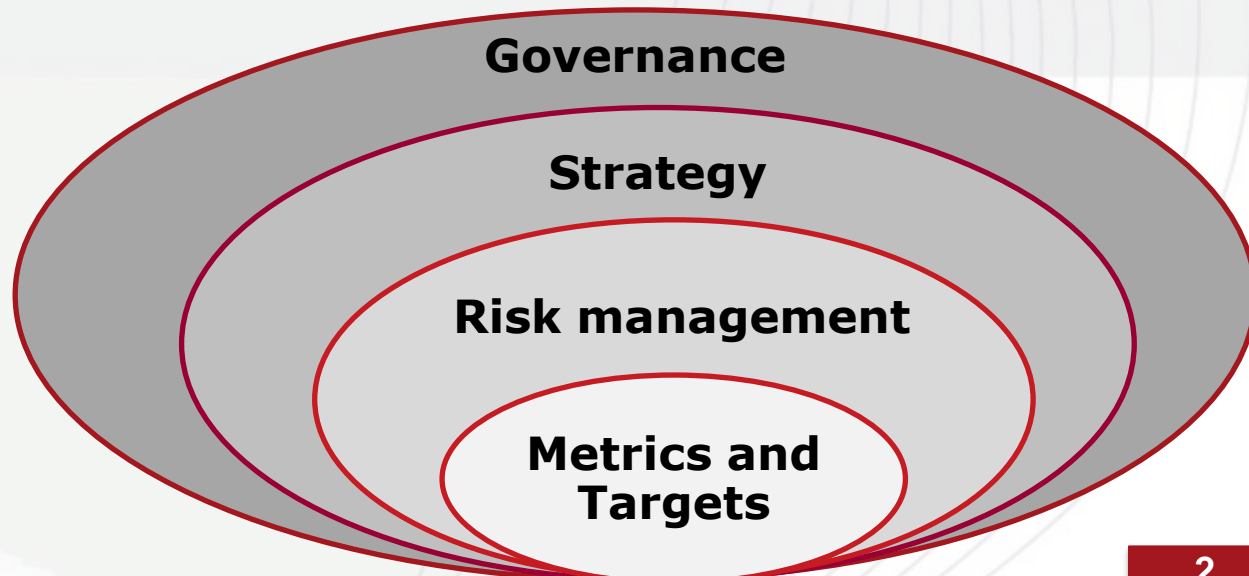 Governance
Strategy
Risk management
Metrics and
Targets
2